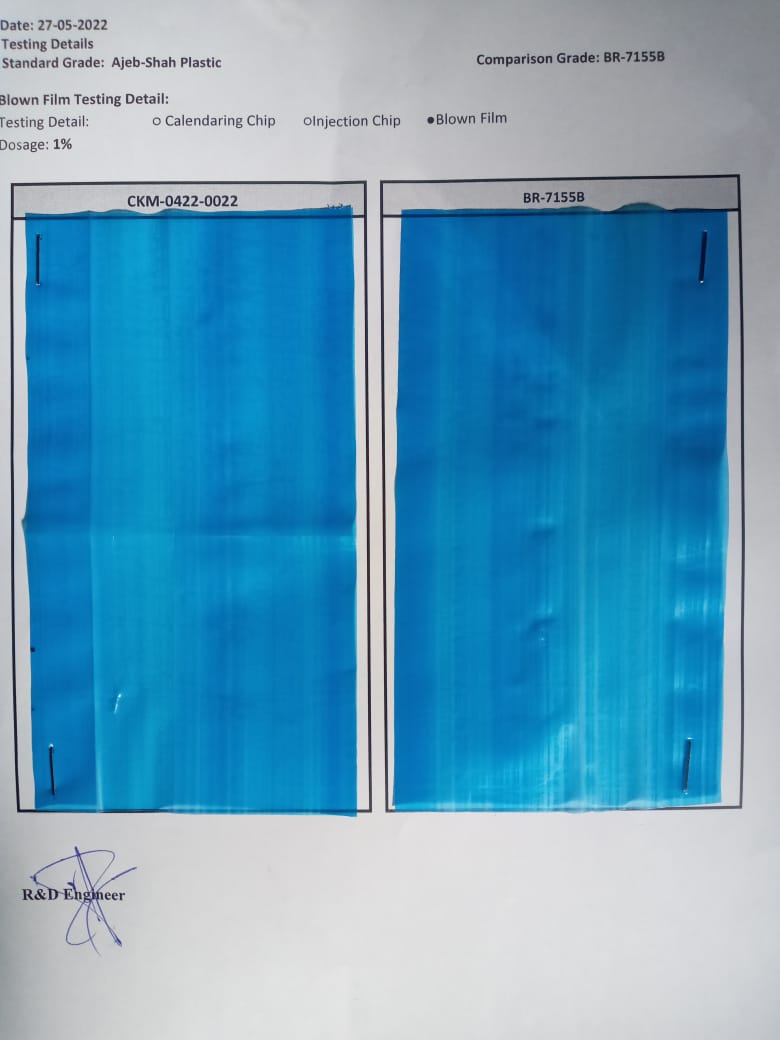 Date: 27-05-2022
Testing Details
Standard Grade: Ajeb-Shah Plastic
Comparison Grade: BR-7155B
Blown Film Testing Detail:
Testing Detail: ○ Calendaring Chip ○Injection Chip ●Blown Film
Dosage: 1%
CKM-0422-0022
BR-7155B
R&D Engineer